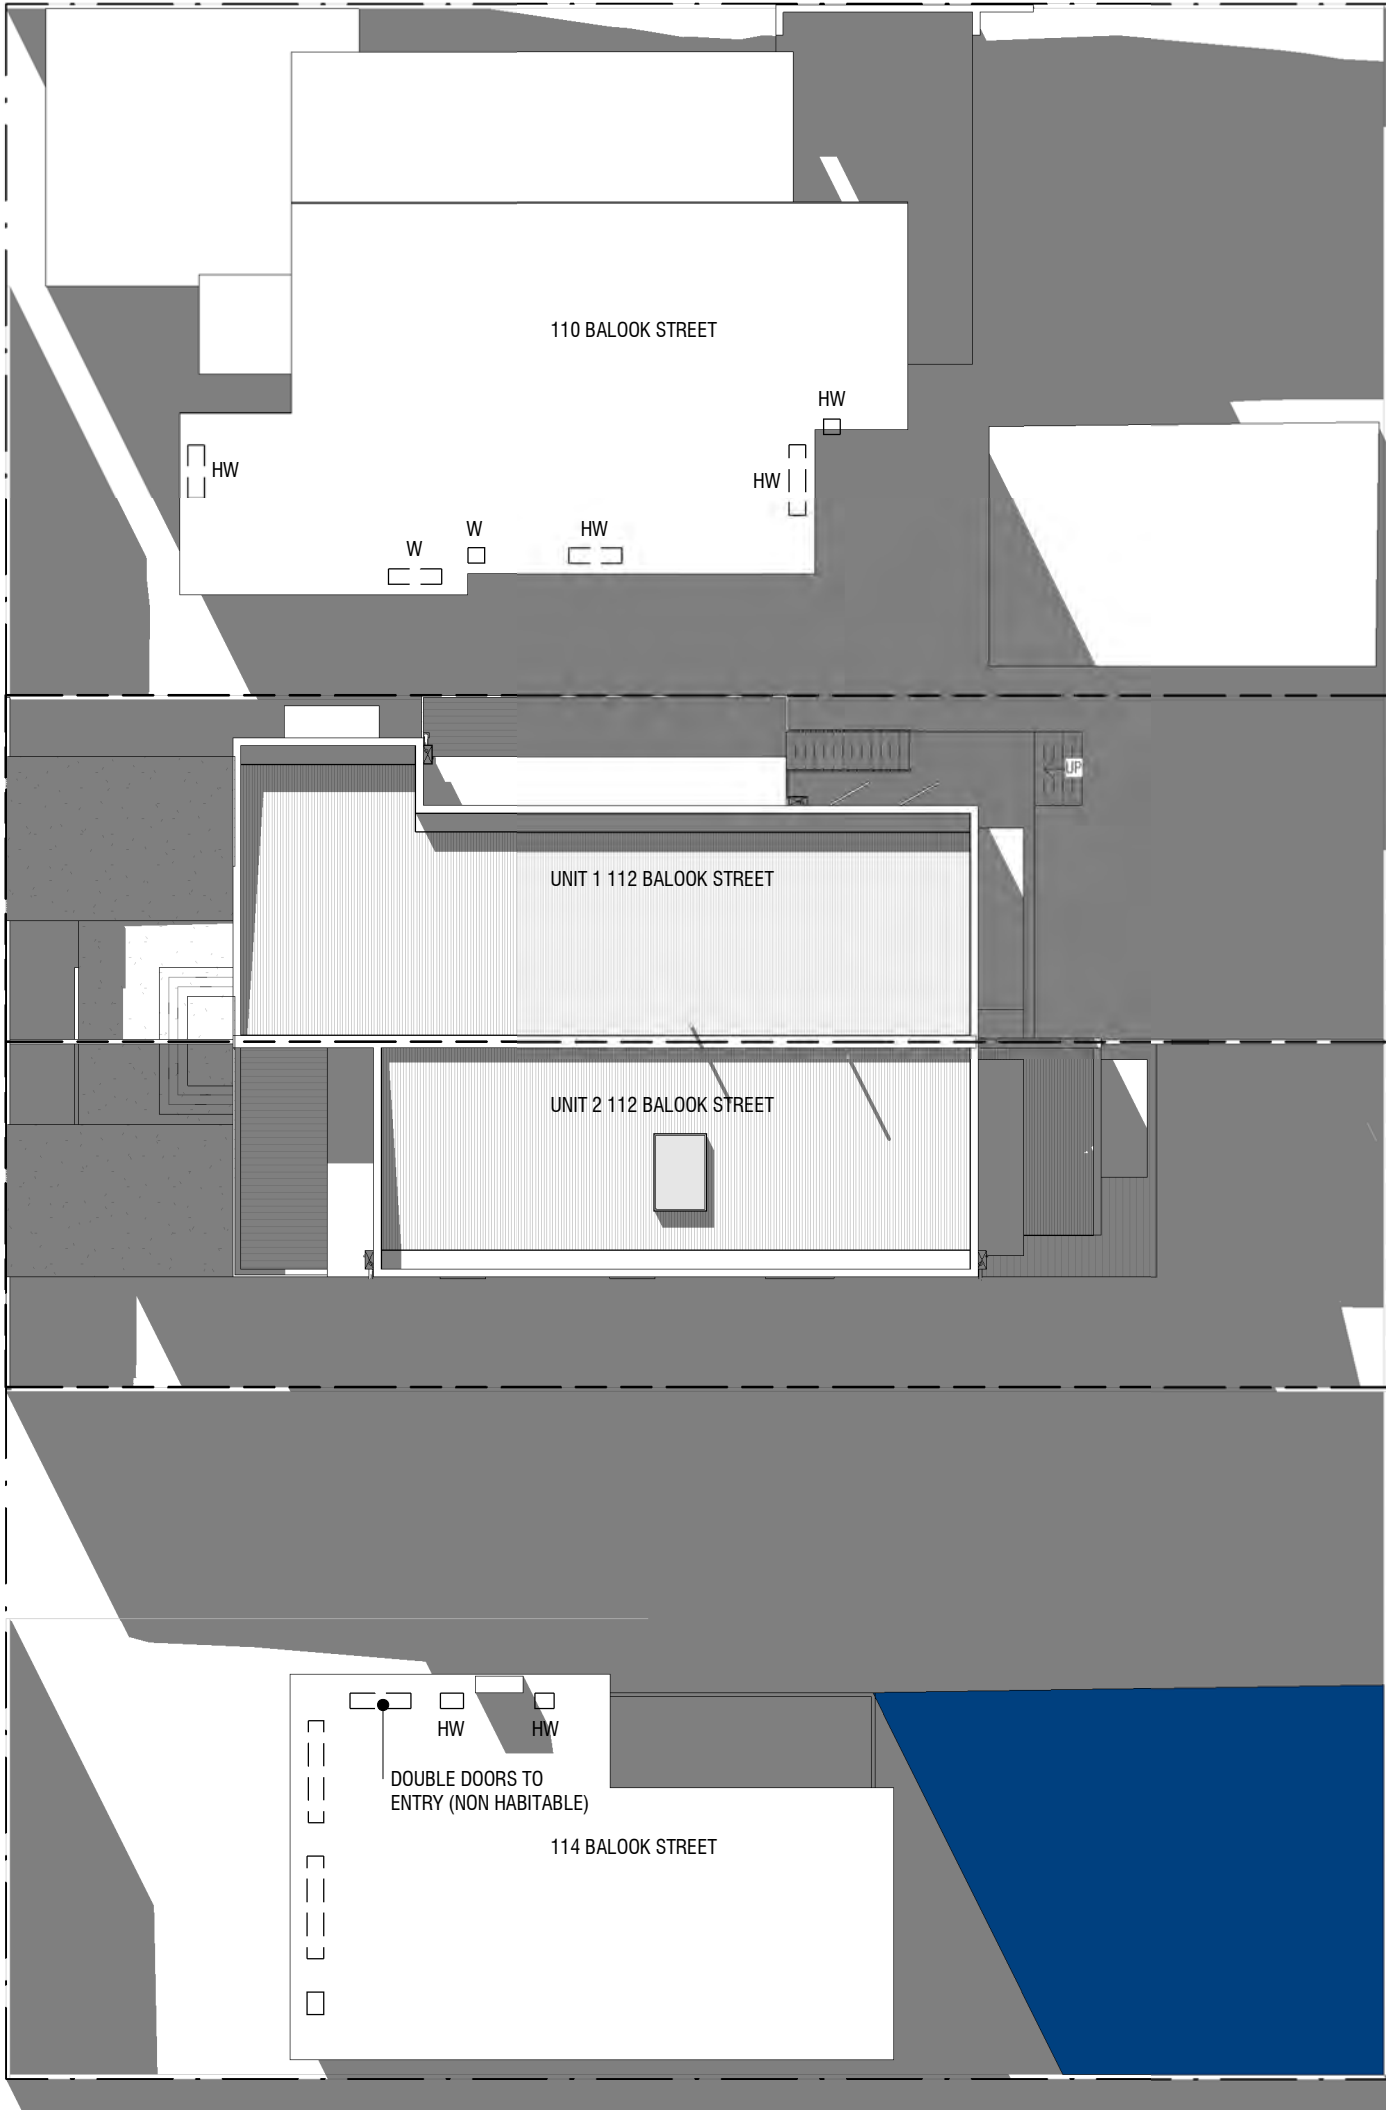 110 BALOOK STREET
HW
HW
HW
W
HW
W
UP
UNIT 1 112 BALOOK STREET
UNIT 2 112 BALOOK STREET
HW
HW
DOUBLE DOORS TO
ENTRY (NON HABITABLE)
114 BALOOK STREET